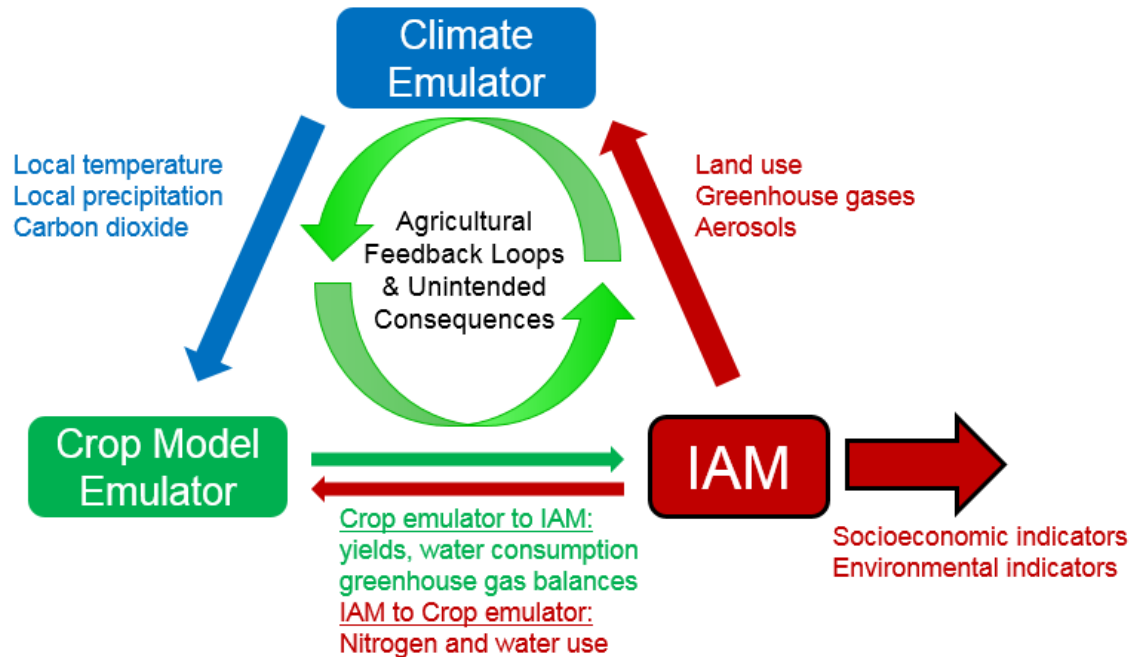 Climate
Emulator
Local temperature
Local precipitation
Carbon dioxide
Land use
Greenhouse gases
Aerosols
Agricultural
Feedback Loops
& Unintended
Consequences
Crop Model
Emulator
IAM
Crop emulator to IAM:
yields, water consumption
greenhouse gas balances
IAM to Crop emulator:
Nitrogen and water use
Socioeconomic indicators
Environmental indicators